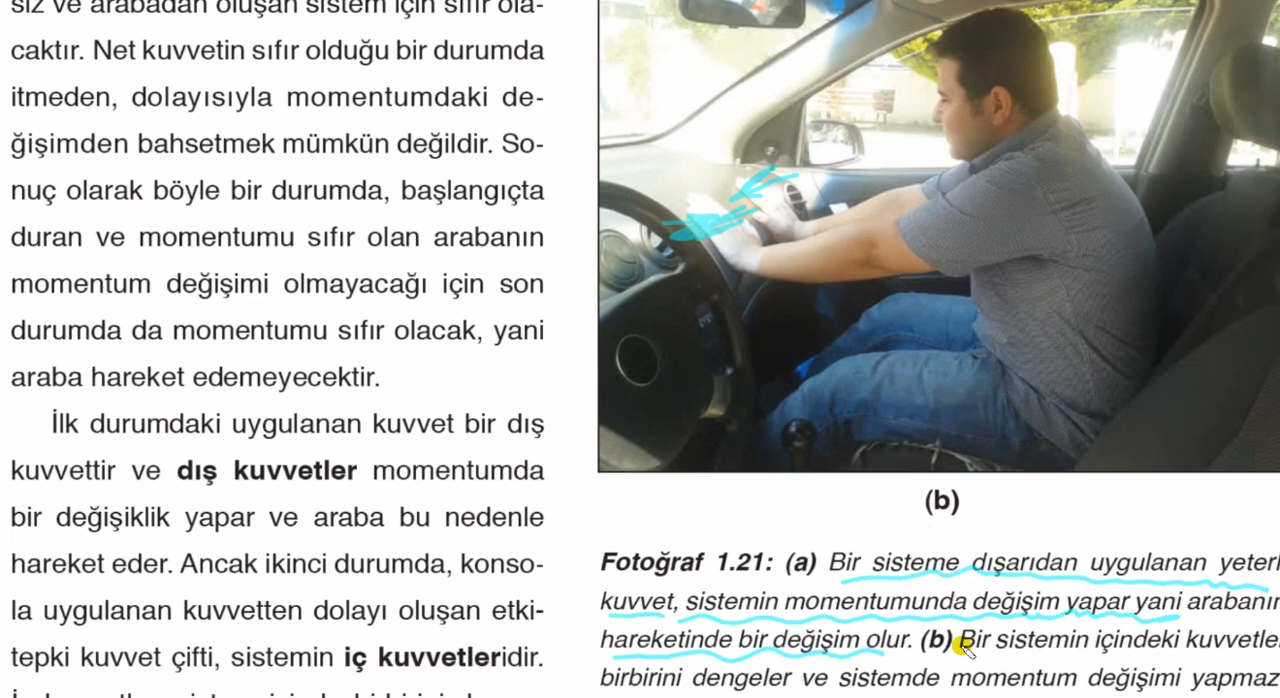 siz ve arabadan oluşan sistem için sıfır ola-
caktır. Net kuvvetin sıfır olduğu bir durumda
itmeden, dolayısıyla momentumdaki de-
ğişimden bahsetmek mümkün değildir. So-
nuç olarak böyle bir durumda, başlangıçta
duran ve momentumu sıfır olan arabanın
momentum değişimi olmayacağı için son
durumda da momentumu sıfır olacak, yani
araba hareket edemeyecektir.
İlk durumdaki uygulanan kuvvet bir dış
kuvvettir ve dış kuvvetler momentumda
bir değişiklik yapar ve araba bu nedenle
hareket eder. Ancak ikinci durumda, konso-
la uygulanan kuvvetten dolayı oluşan etki-
tepki kuvvet çifti, sistemin iç kuvvetleridir.
(b)
Fotoğraf 1.21: (a) Bir sisteme dışarıdan uygulanan yeterl
kuvvet, sistemin momentumunda değişim yapar yani arabanın
hareketinde bir değişim olur. (b) Bir sistemin içindeki kuvvetle
birbirini dengeler ve sistemde momentum değişimi yapmaz